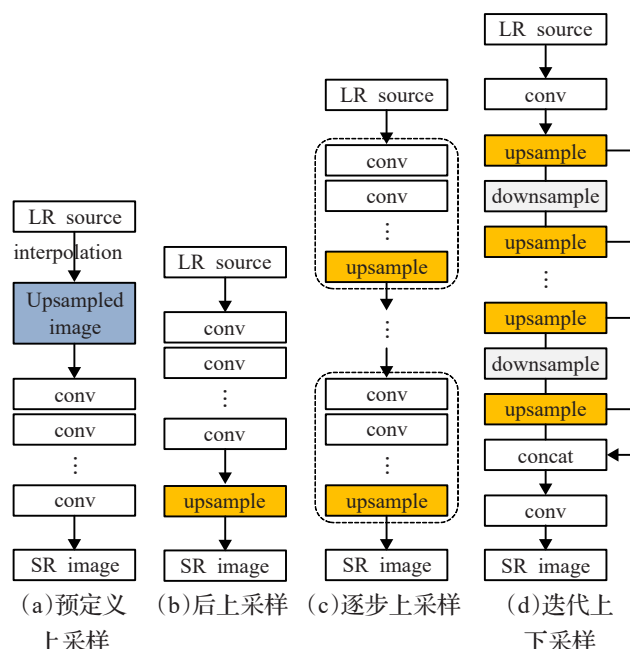 LR source
interpolation
Upsampled
image
conv
conv
⋮
conv
SR image
(a)预定义
上采样
LR source
conv
conv
⋮
conv
upsample
SR image
(b)后上采样
LR source
conv
conv
⋮
upsample
⋮
conv
conv
⋮
upsample
SR image
(c)逐步上采样
LR source
conv
upsample
downsample
upsample
⋮
upsample
downsample
upsample
concat
conv
SR image
(d)迭代上
下采样